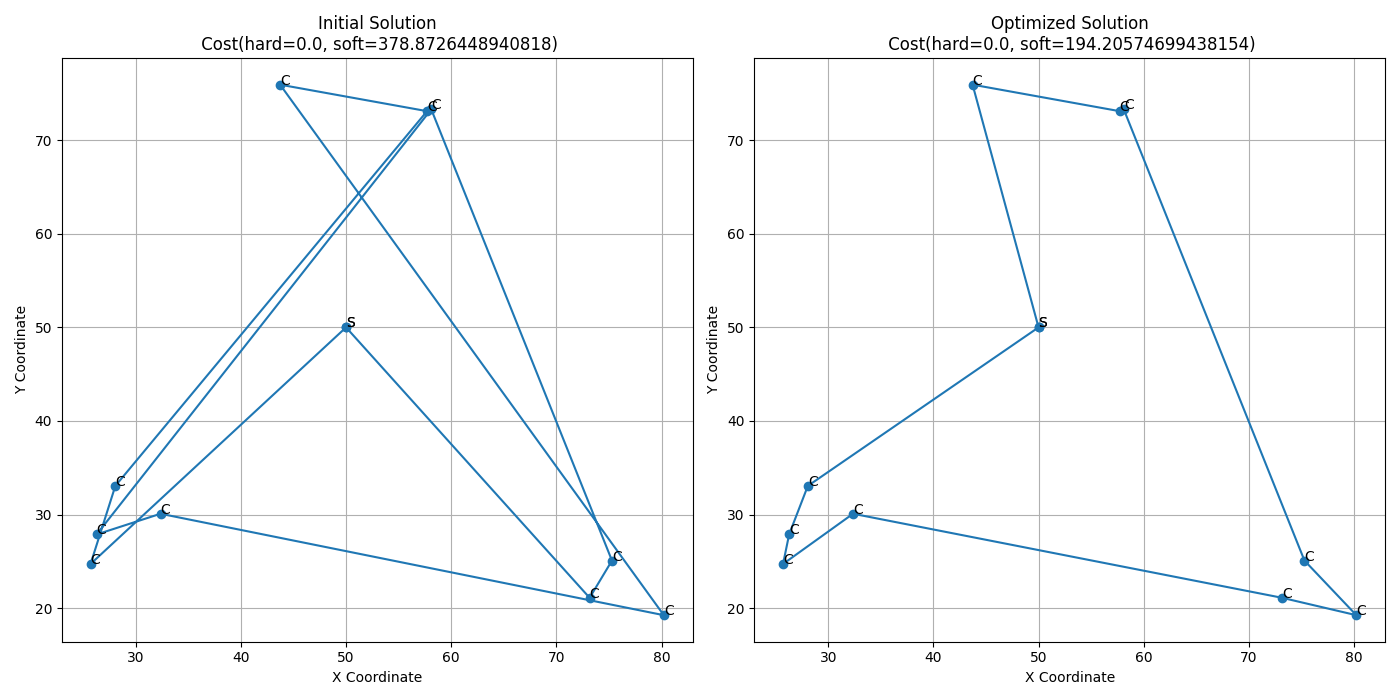 Initial Solution
Cost(hard=0.0, soft=378.8726448940818)
Y Coordinate
70
60
50
40
30
20
C
C
C
S
C
C
C
C
C
C
C
30
40
50
60
70
80
X Coordinate
Optimized Solution
Cost(hard=0.0, soft=194.20574699438154)
Y Coordinate
70
60
50
40
30
20
C
C
C
S
C
C
C
C
C
C
C
30
40
50
60
70
80
X Coordinate